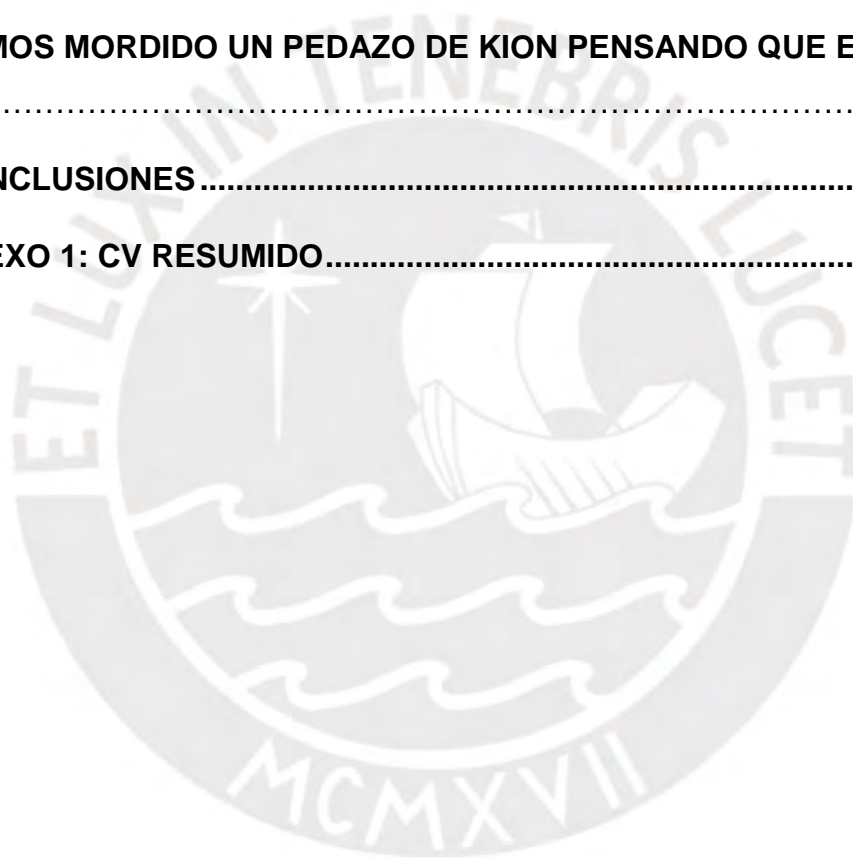 MOS MORDIDO UN PEDAZO DE KION PENSANDO QUE E
........................................................................................................
NCLUSIONES..........................................................................
EXO 1: CV RESUMIDO............................................................
ET LUX IN TENEBRIS LUCET
MCMXVII